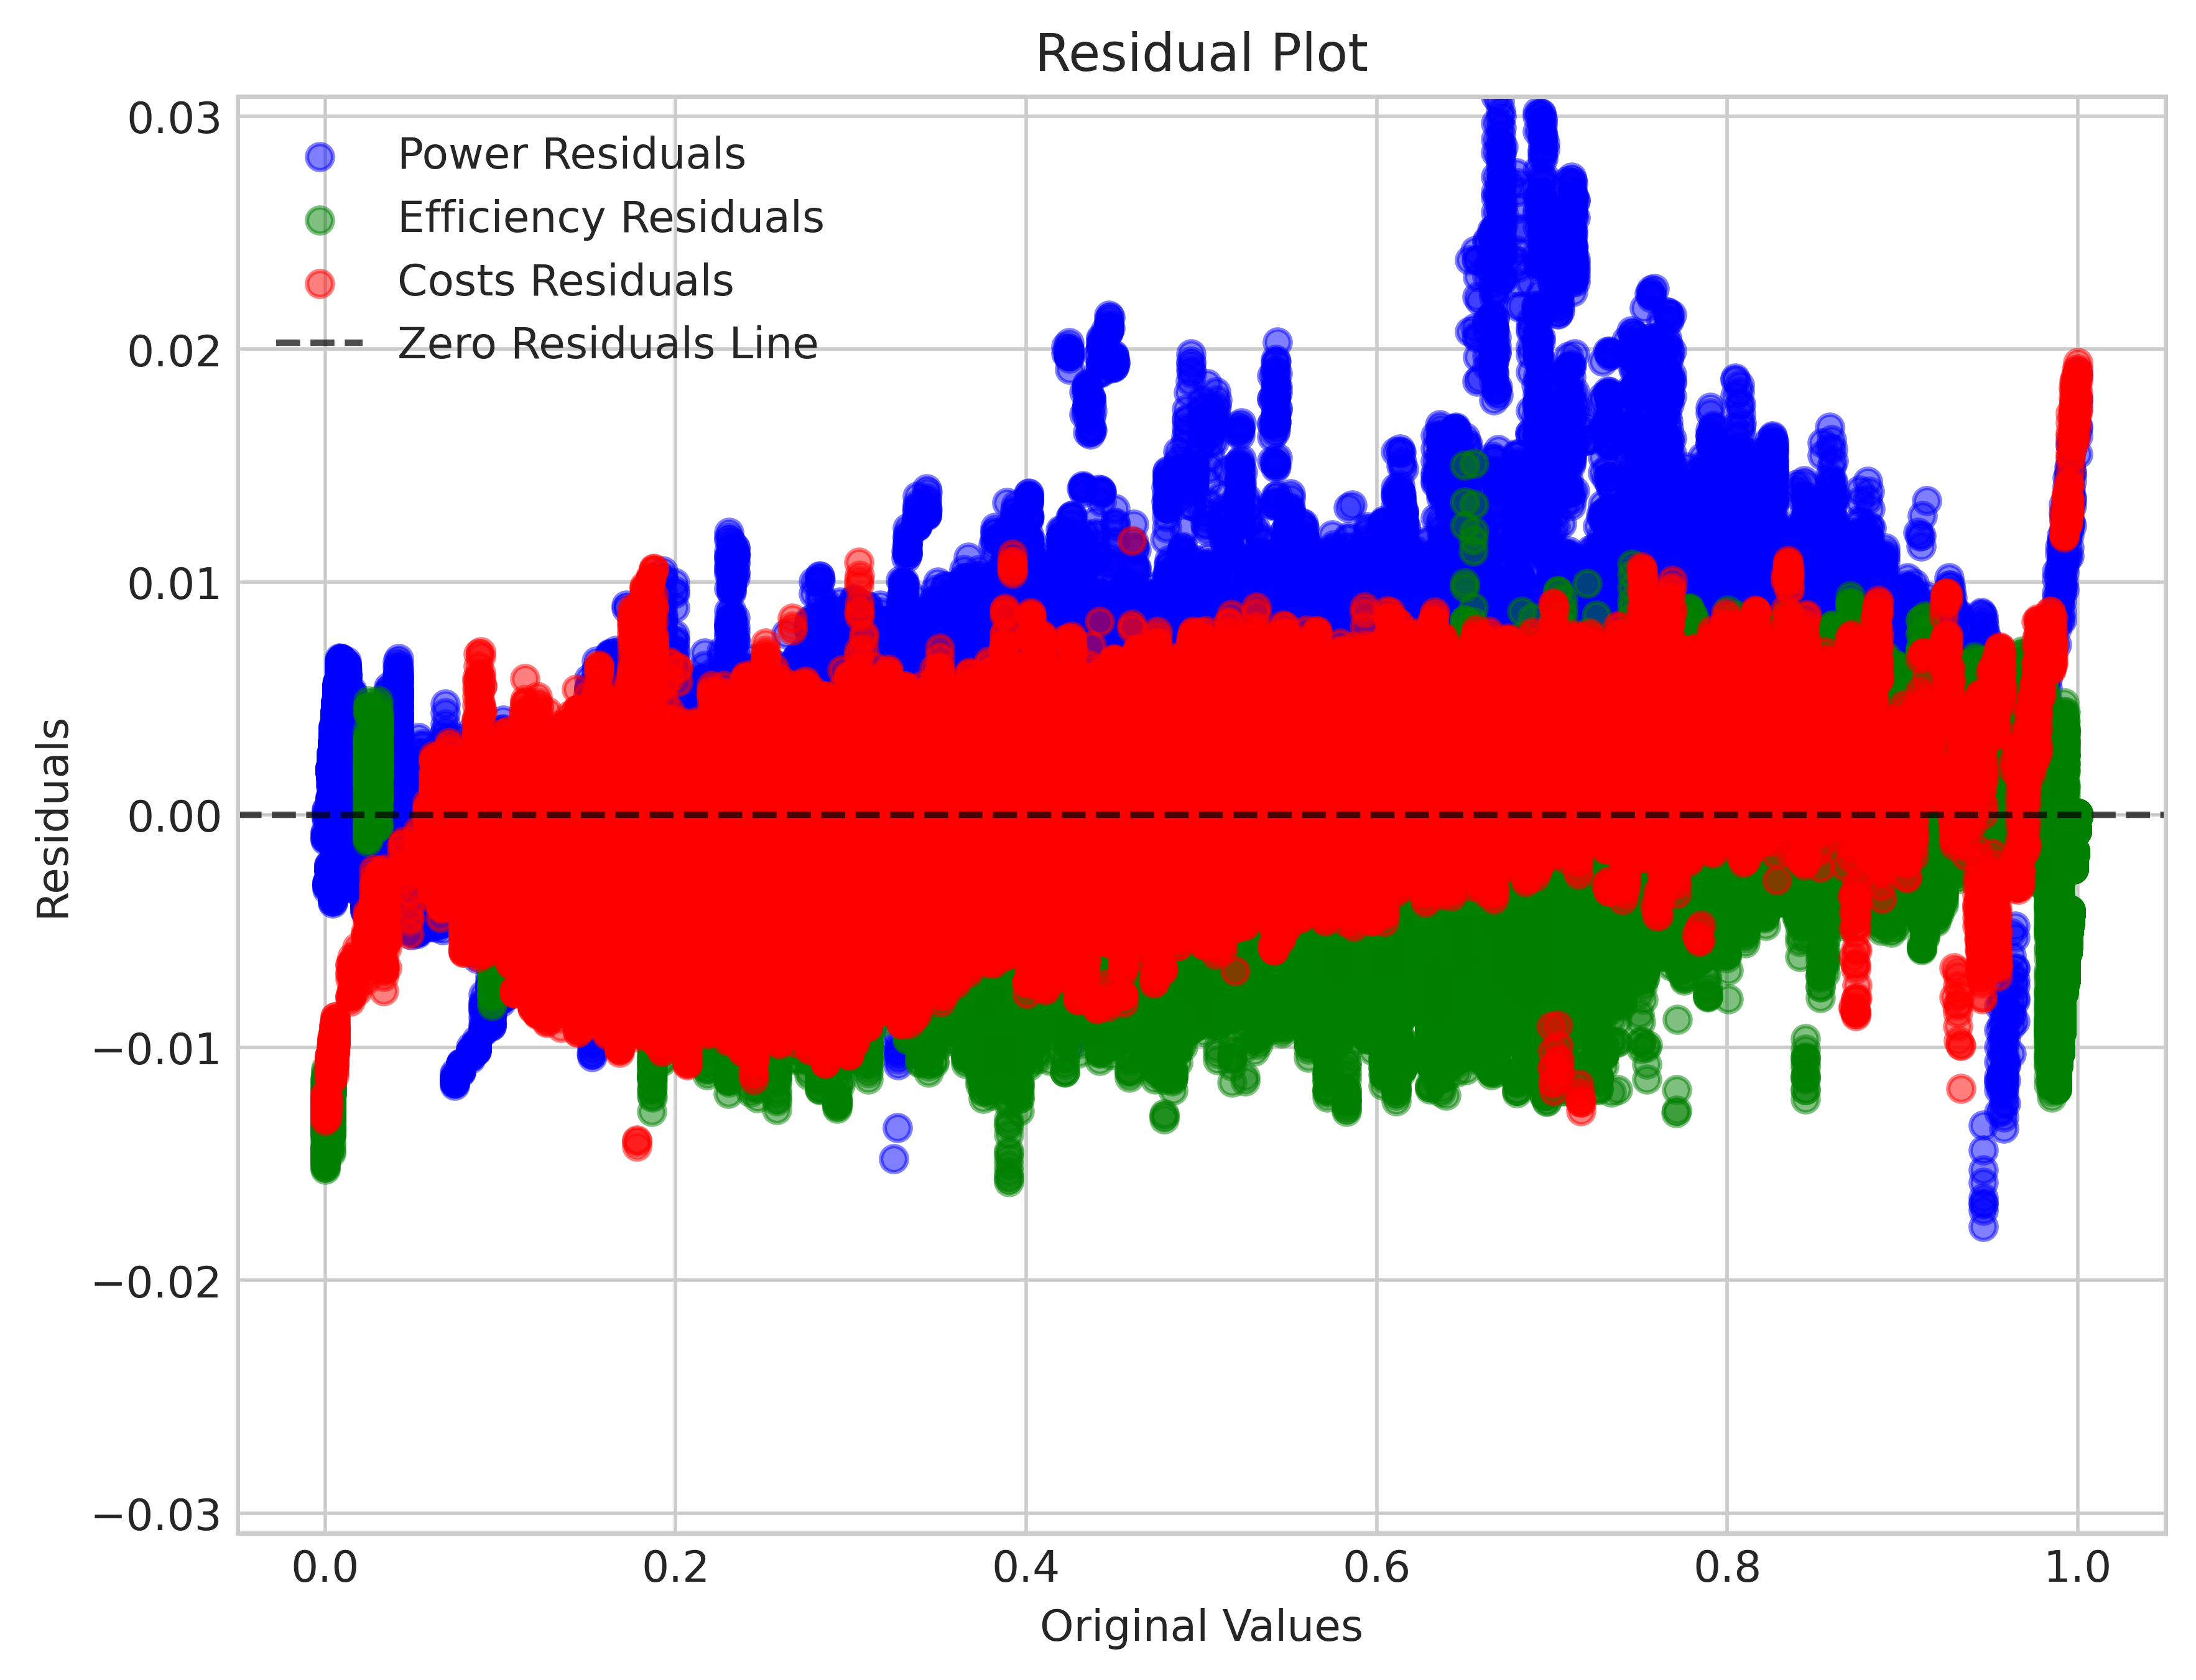 Residual Plot
0.03
0.02
0.01
0.00
−0.01
−0.02
−0.03
Residuals
Power Residuals
Efficiency Residuals
Costs Residuals
Zero Residuals Line
0.0 0.2 0.4 0.6 0.8 1.0
Original Values